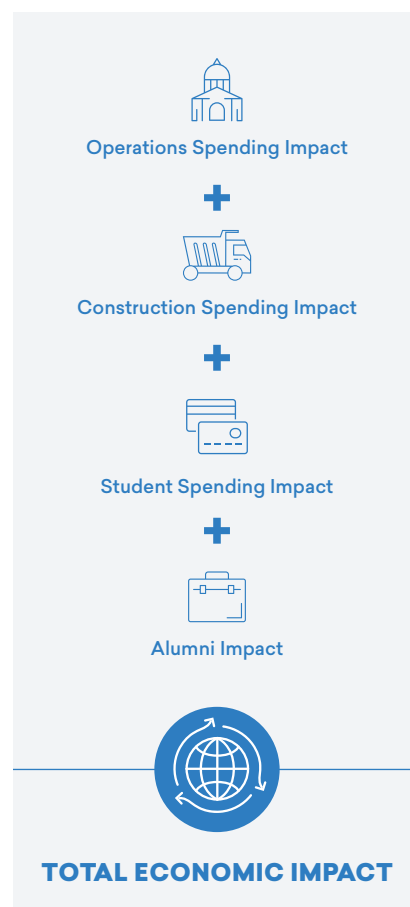 Operations Spending Impact
+
Construction Spending Impact
+
Student Spending Impact
+
Alumni Impact
TOTAL ECONOMIC IMPACT